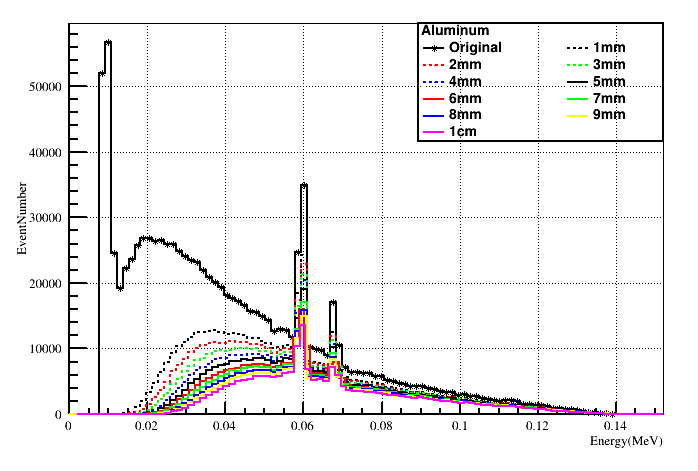 Aluminum
Original 1mm
2mm 3mm
4mm 5mm
6mm 7mm
8mm 9mm
1cm
EventNumber
50000
40000
30000
20000
10000
0
0 0.02 0.04 0.06 0.08 0.1 0.12 0.14
Energy(MeV)